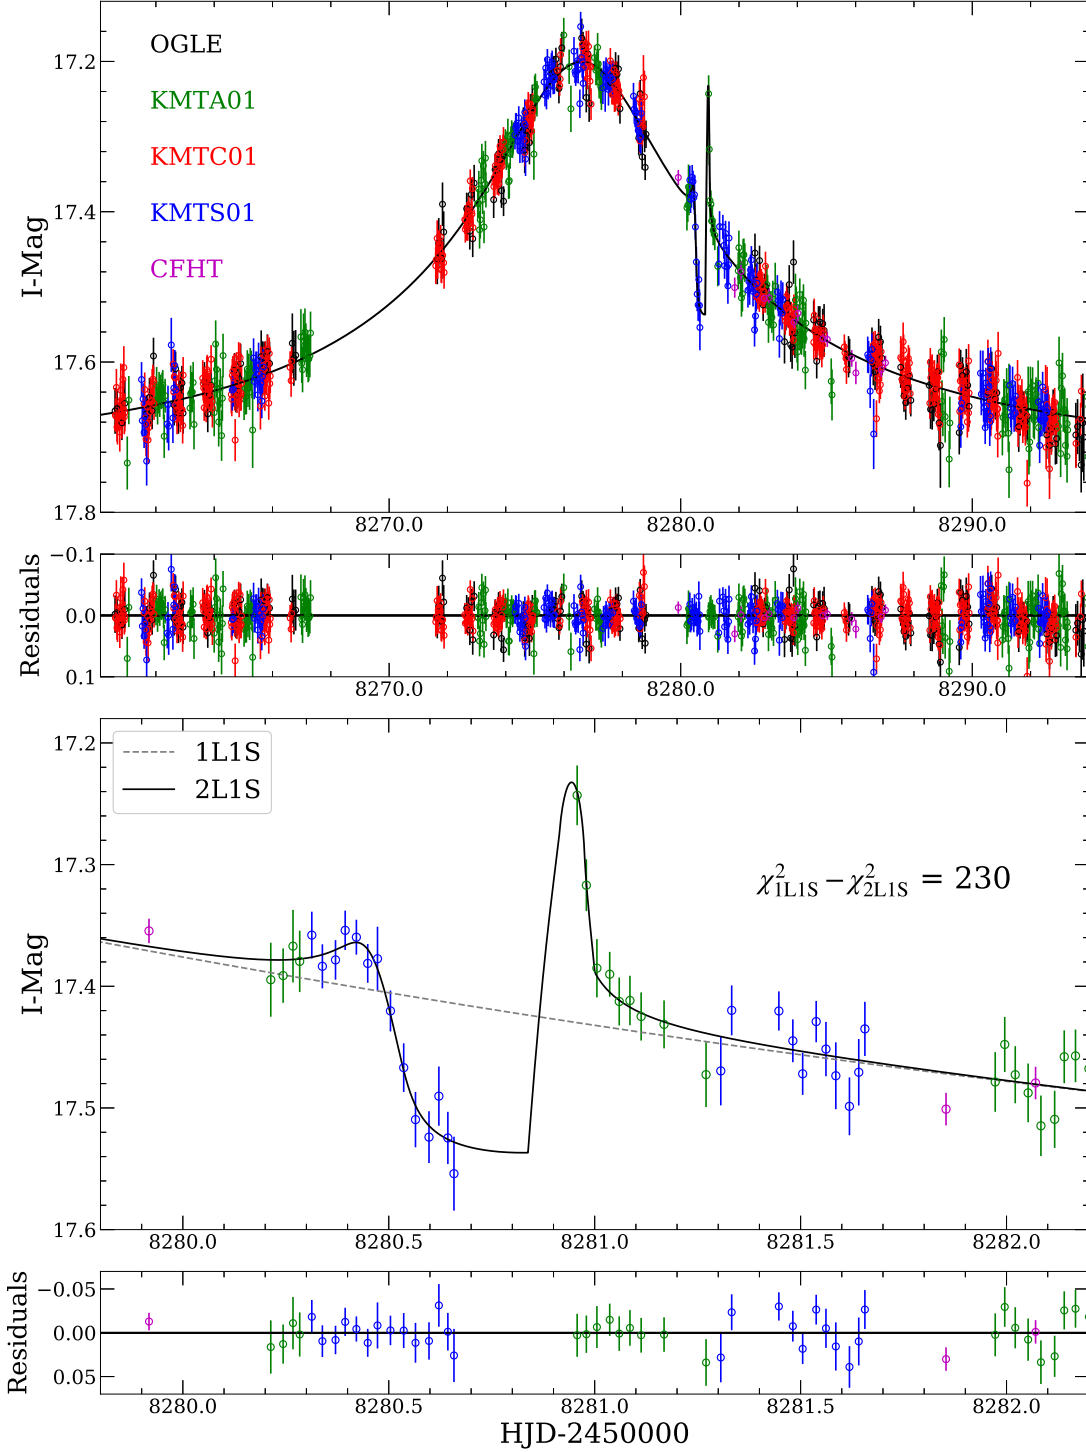 OGLE
KMTA01
KMTC01
KMTS01
CFHT
I-Mag
17.2
17.4
17.6
17.8
8270.0 8280.0 8290.0
Residuals
−0.1
0.0
0.1
8270.0 8280.0 8290.0
1L1S
2L1S
χ²1L1S − χ²2L1S = 230
I-Mag
17.2
17.3
17.4
17.5
17.6
8280.0 8280.5 8281.0 8281.5 8282.0
Residuals
−0.05
0.00
0.05
8280.0 8280.5 8281.0 8281.5 8282.0
HJD-2450000